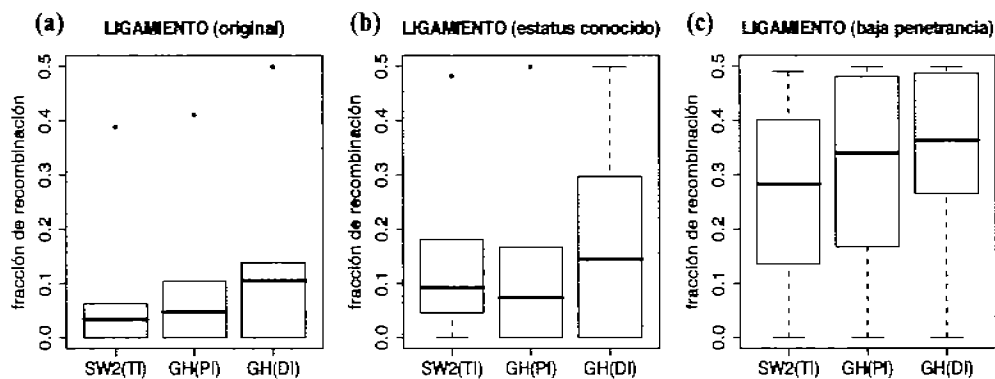 (a) LIGAMIENTO (original)
fracción de recombinación
0.5
0.4
0.3
0.2
0.1
0.0
SW2(TI) GH(PI) GH(DI)
(b) LIGAMIENTO (estatus conocido)
fracción de recombinación
0.5
0.4
0.3
0.2
0.1
0.0
SW2(TI) GH(PI) GH(DI)
(c) LIGAMIENTO (baja penetrancia)
fracción de recombinación
0.5
0.4
0.3
0.2
0.1
0.0
SW2(TI) GH(PI) GH(DI)